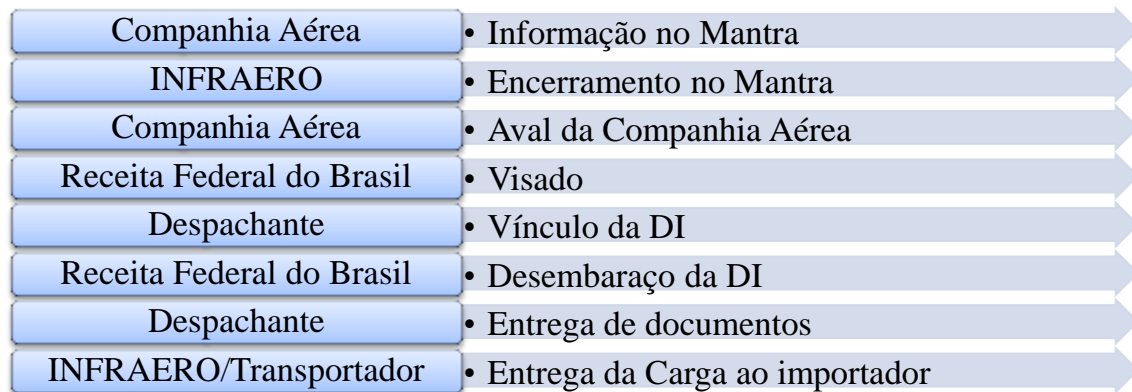 Companhia Aérea • Informação no Mantra
INFRAERO • Encerramento no Mantra
Companhia Aérea • Aval da Companhia Aérea
Receita Federal do Brasil • Visado
Despachante • Vínculo da DI
Receita Federal do Brasil • Desembaraço da DI
Despachante • Entrega de documentos
INFRAERO/Transportador • Entrega da Carga ao importador